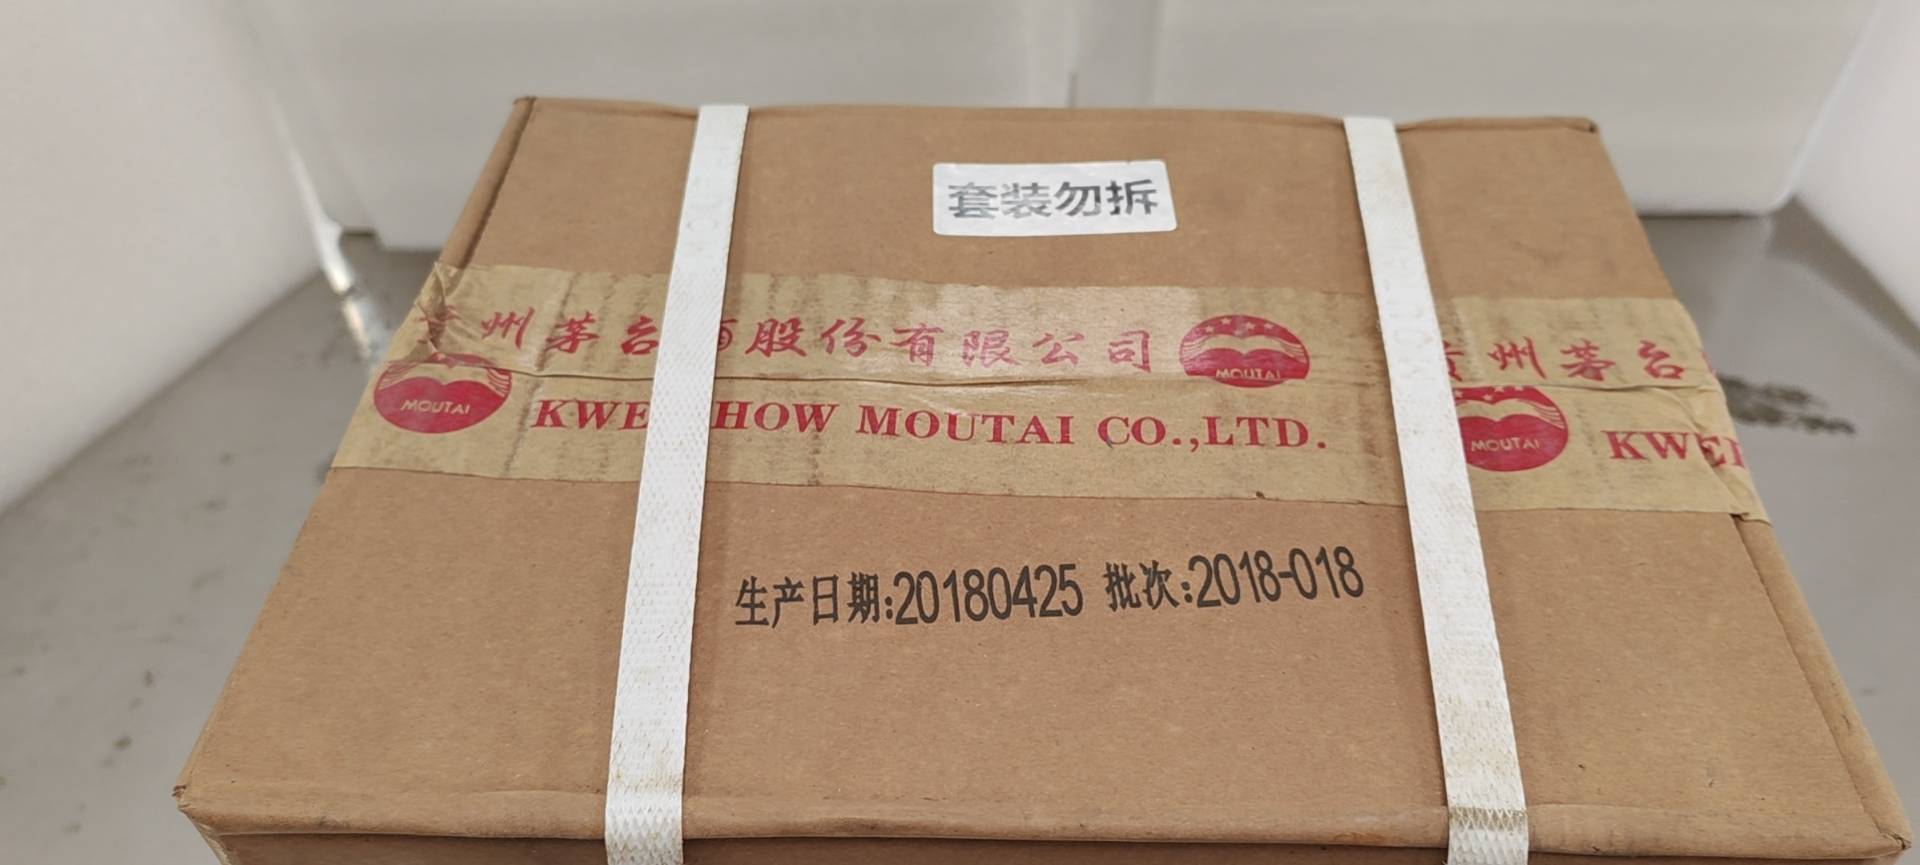 套装勿拆
州茅台 酒股份有限公司
MOUTAI
州茅台
MOUTAI
KWE HOW MOUTAI CO.,LTD.
MOUTAI
KWEI
生产日期:20180425 批次:2018-018